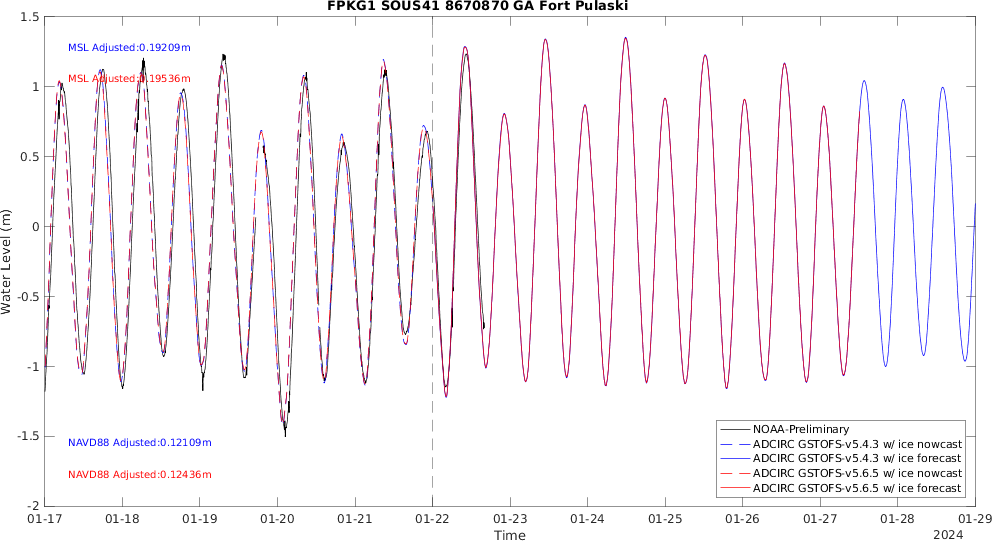 FPKG1 SOUS41 8670870 GA Fort Pulaski
1.5
1
0.5
0
-0.5
-1
-1.5
-2
Water Level (m)
MSL Adjusted:0.19209m
MSL Adjusted:0.19536m
NAVD88 Adjusted:0.12109m
NAVD88 Adjusted:0.12436m
NOAA-Preliminary
ADCIRC GSTOFS-v5.4.3 w/ ice nowcast
ADCIRC GSTOFS-v5.4.3 w/ ice forecast
ADCIRC GSTOFS-v5.6.5 w/ ice nowcast
ADCIRC GSTOFS-v5.6.5 w/ ice forecast
01-17 01-18 01-19 01-20 01-21 01-22 01-23 01-24 01-25 01-26 01-27 01-28 01-29
Time
2024